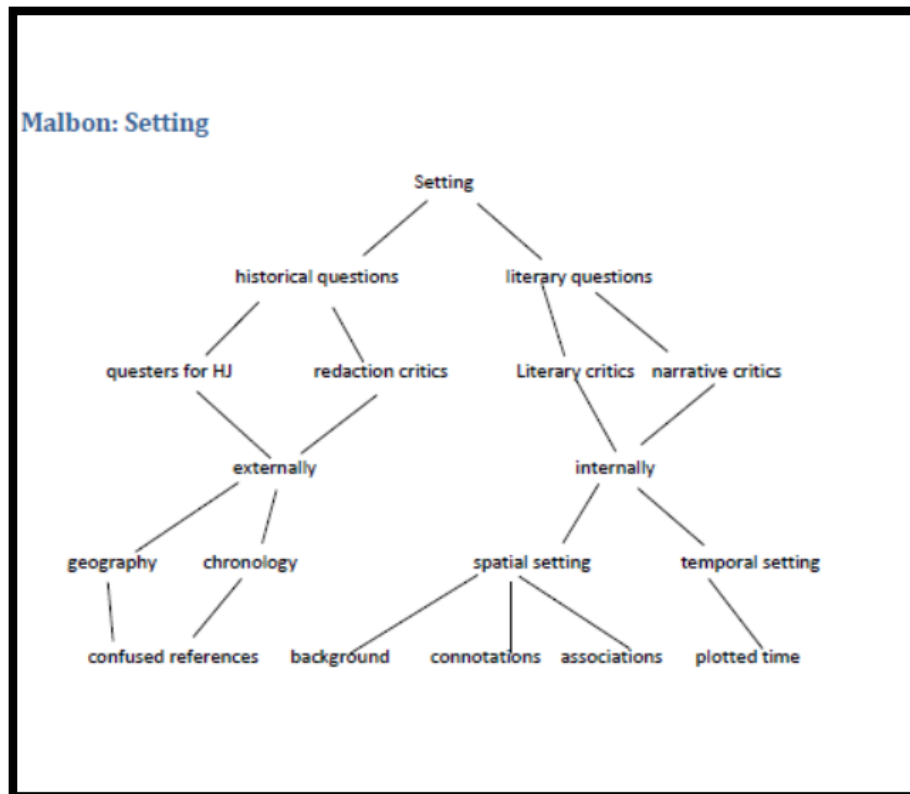 Malbon: Setting
Setting
historical questions literary questions
questers for HJ redaction critics Literary critics narrative critics
externally internally
geography chronology spatial setting temporal setting
confused references background connotations associations plotted time